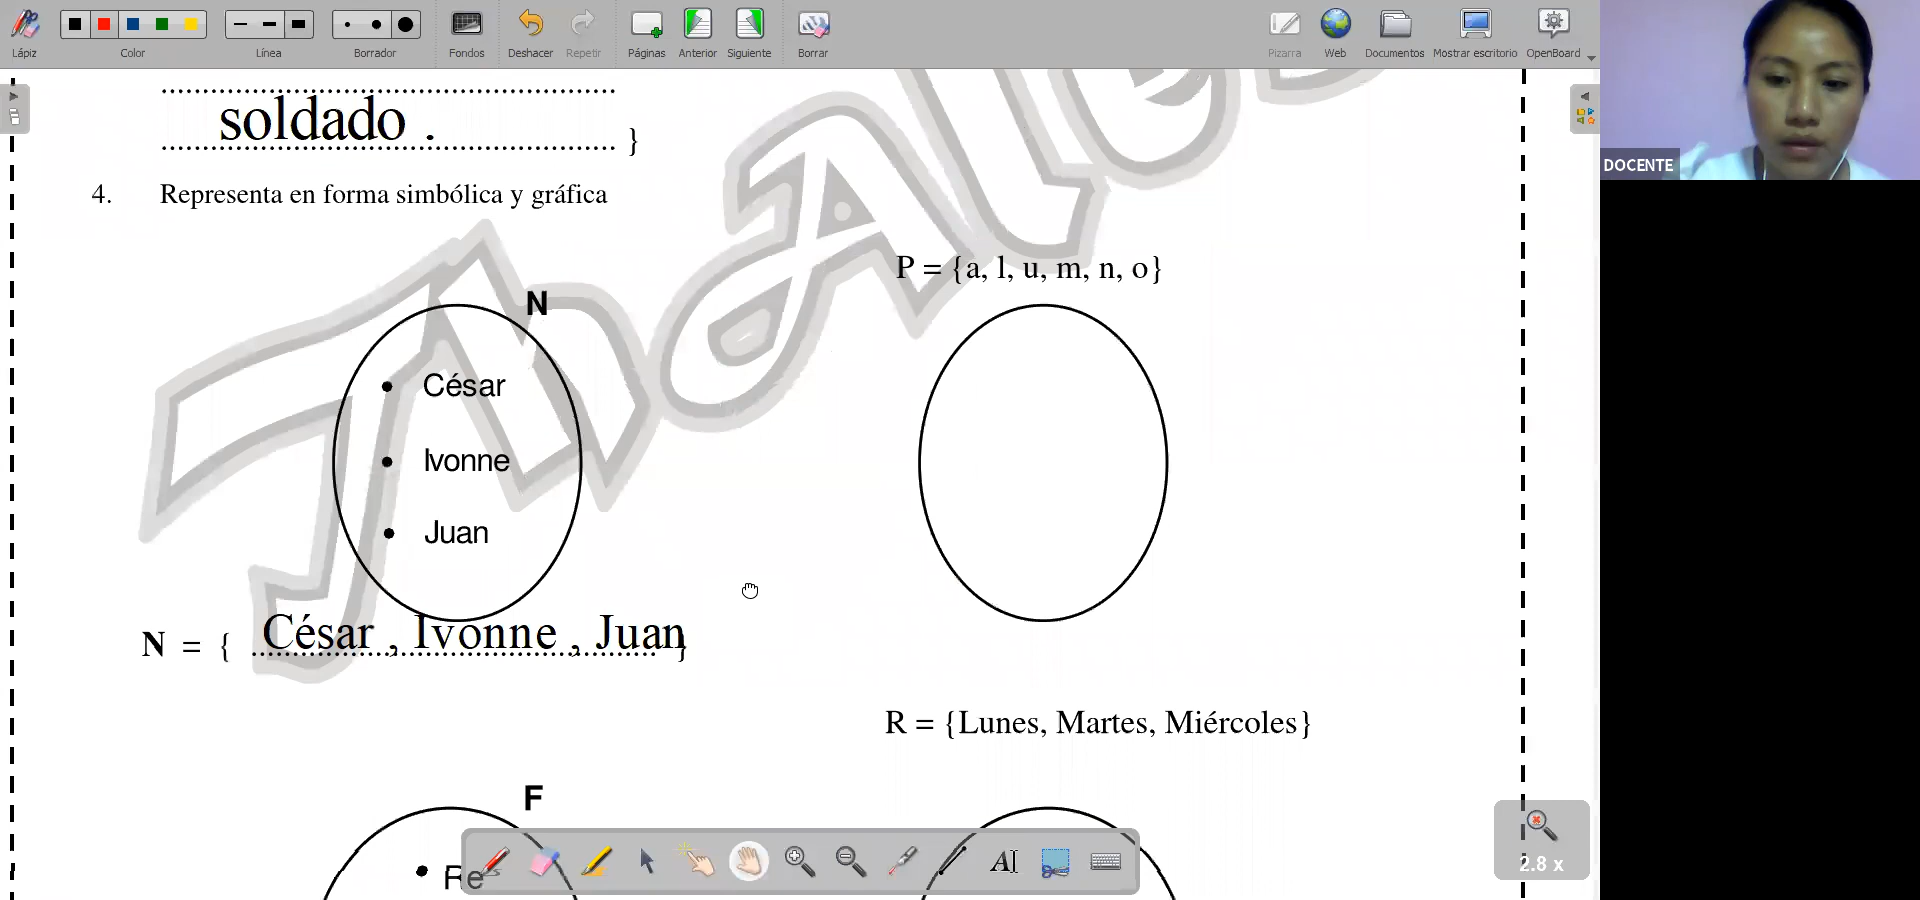 Lápiz
Color
Línea
Borrador
Fondos
Deshacer
Repetir
Páginas
Anterior
Siguiente
Borrar
Pizarra
Web
Documentos
Mostrar escritorio
OpenBoard
DOCENTE
soldado .
}
4. Representa en forma simbólica y gráfica
P = {a, l, u, m, n, o}
N
• César
• Ivonne
• Juan
N = { César , Ivonne , Juan }
R = {Lunes, Martes, Miércoles}
F
2.8 x